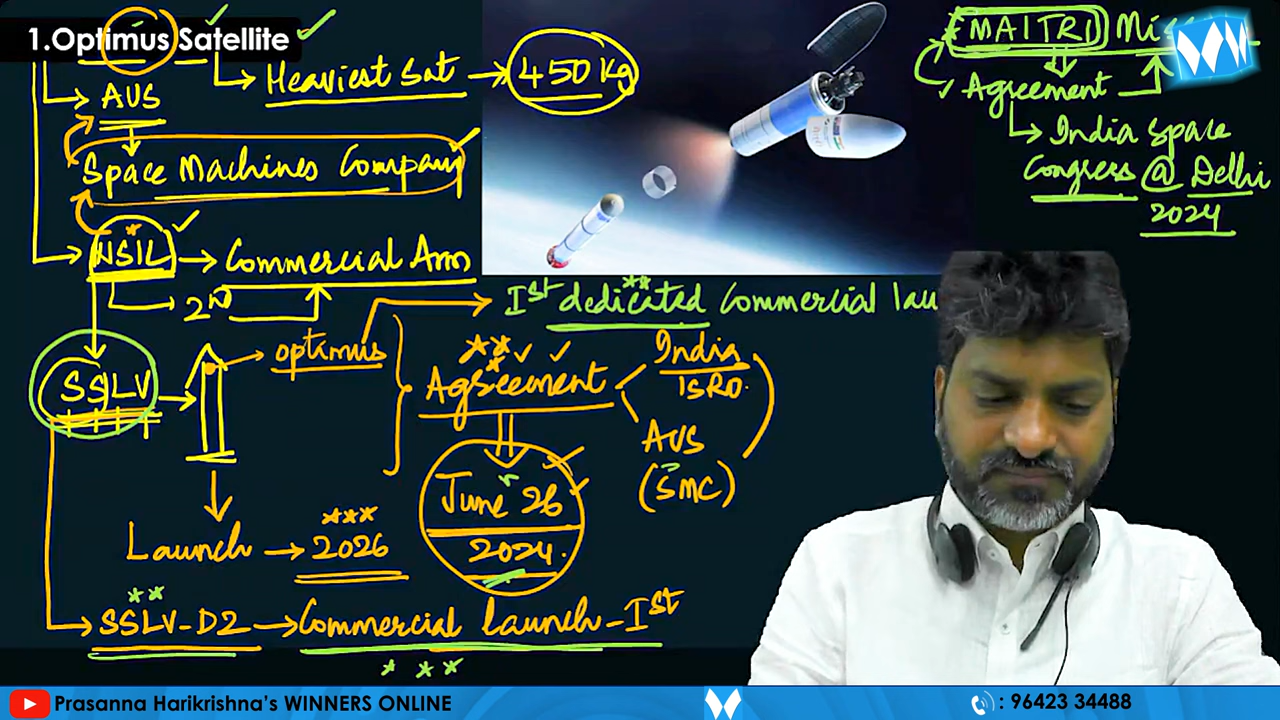 1.Optimus Satellite
Heaviest Sat → 450 Kg
AUS
Space Machines Company
NSIL → Commercial Arm
2ND
SSLV → optimus
Launch → 2026
SSLV-D2 → Commercial launch - Ist
Ist dedicated Commercial lau
Agreement
India
ISRO.
AUS
(SMC)
June 26
2024.
MAITRI
Agreement
India Space
Congress @ Delhi
2024
Prasanna Harikrishna's WINNERS ONLINE
: 96423 34488